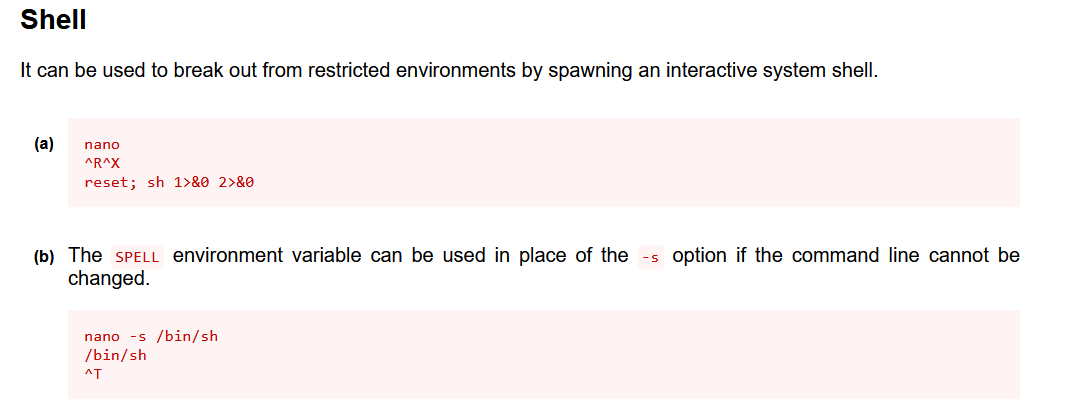 Shell
It can be used to break out from restricted environments by spawning an interactive system shell.
(a)
nano
^R^X
reset; sh 1>&0 2>&0
(b) The SPELL environment variable can be used in place of the -s option if the command line cannot be
changed.
nano -s /bin/sh
/bin/sh
^T